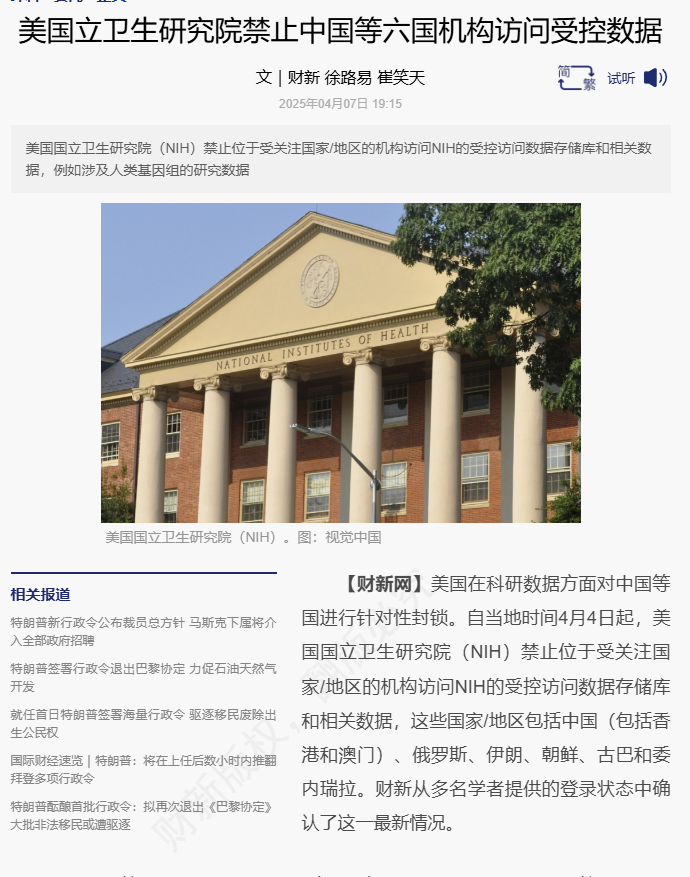 美国立卫生研究院禁止中国等六国机构访问受控数据
文｜财新 徐路易 崔笑天
简
繁
试听
2025年04月07日 19:15
美国国立卫生研究院（NIH）禁止位于受关注国家/地区的机构访问NIH的受控访问数据存储库和相关数
据，例如涉及人类基因组的研究数据
NATIONAL INSTITUTES OF HEALTH
美国国立卫生研究院（NIH）。图：视觉中国
相关报道
特朗普新行政令公布裁员总方针 马斯克下属将介
入全部政府招聘
特朗普签署行政令退出巴黎协定 力促石油天然气
开发
就任首日特朗普签署海量行政令 驱逐移民废除出
生公民权
国际财经速览｜特朗普：将在上任后数小时内推翻
拜登多项行政令
特朗普酝酿首批行政令：拟再次退出《巴黎协定》
大批非法移民或遭驱逐
【财新网】美国在科研数据方面对中国等
国进行针对性封锁。自当地时间4月4日起，美
国国立卫生研究院（NIH）禁止位于受关注国
家/地区的机构访问NIH的受控访问数据存储库
和相关数据，这些国家/地区包括中国（包括香
港和澳门）、俄罗斯、伊朗、朝鲜、古巴和委
内瑞拉。财新从多名学者提供的登录状态中确
认了这一最新情况。
财新版权，翻版必究